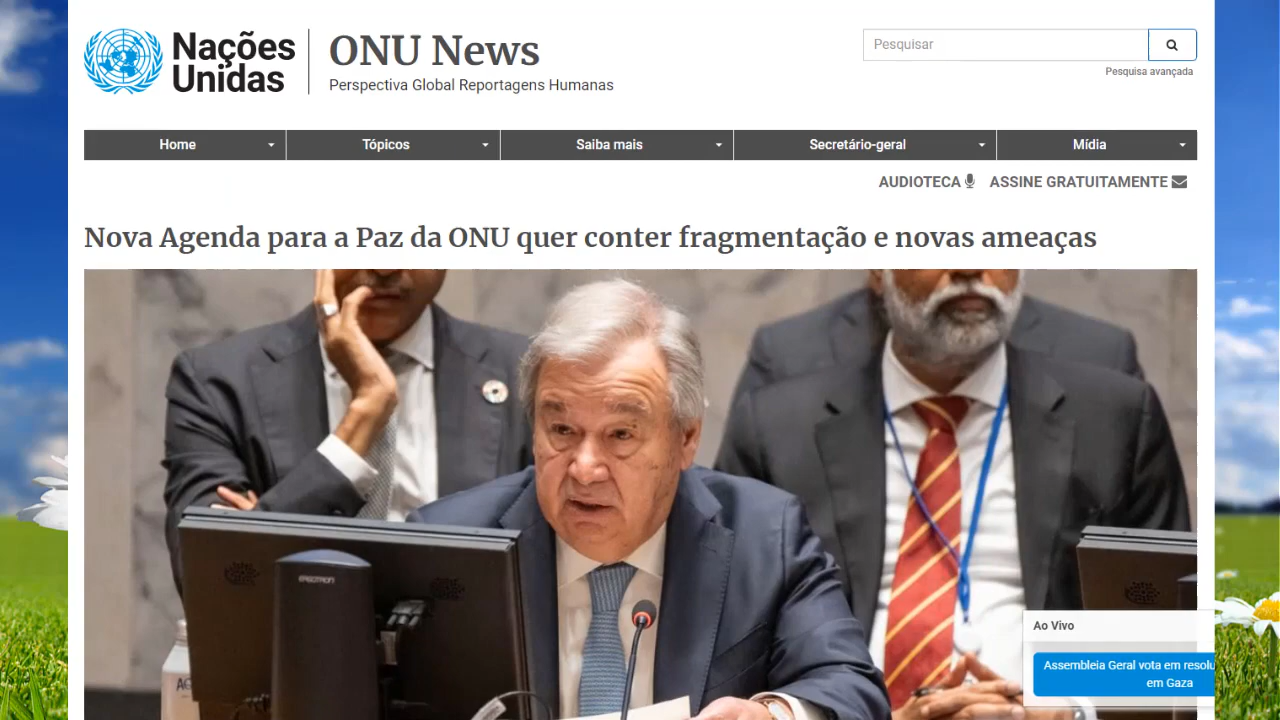 Nações
Unidas
ONU News
Perspectiva Global Reportagens Humanas
Pesquisar
Pesquisa avançada
Home
Tópicos
Saiba mais
Secretário-geral
Mídia
AUDIOTECA
ASSINE GRATUITAMENTE
Nova Agenda para a Paz da ONU quer conter fragmentação e novas ameaças
Ao Vivo
Assembleia Geral vota em resolu
em Gaza